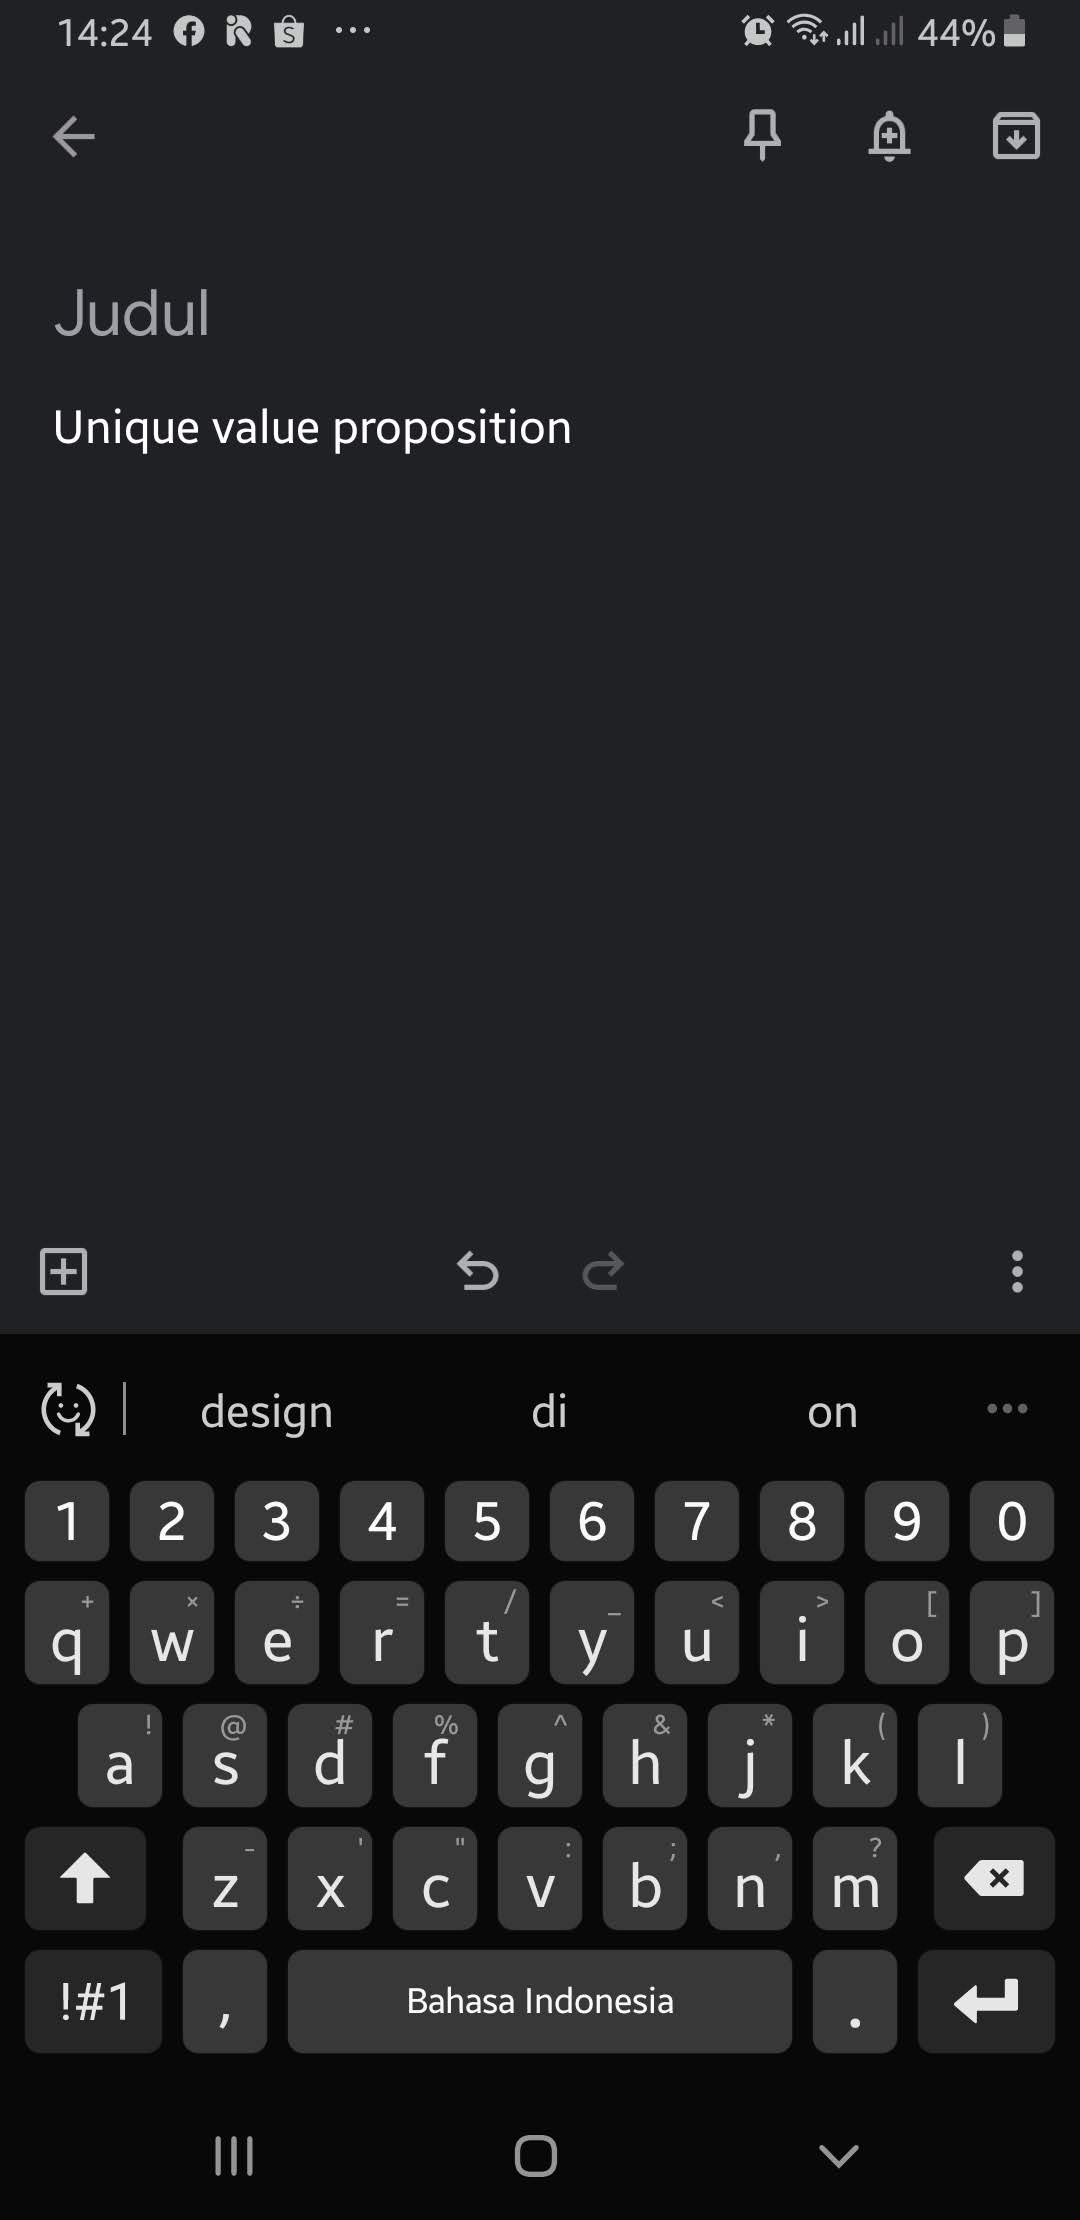 14:24
44%
Judul
Unique value proposition
design di on
1 2 3 4 5 6 7 8 9 0
+ × ÷ = / _ < > [ ]
q w e r t y u i o p
! @ # % ^ & * ( )
a s d f g h j k l
- ' " : ; , ?
z x c v b n m
!#1 , Bahasa Indonesia .